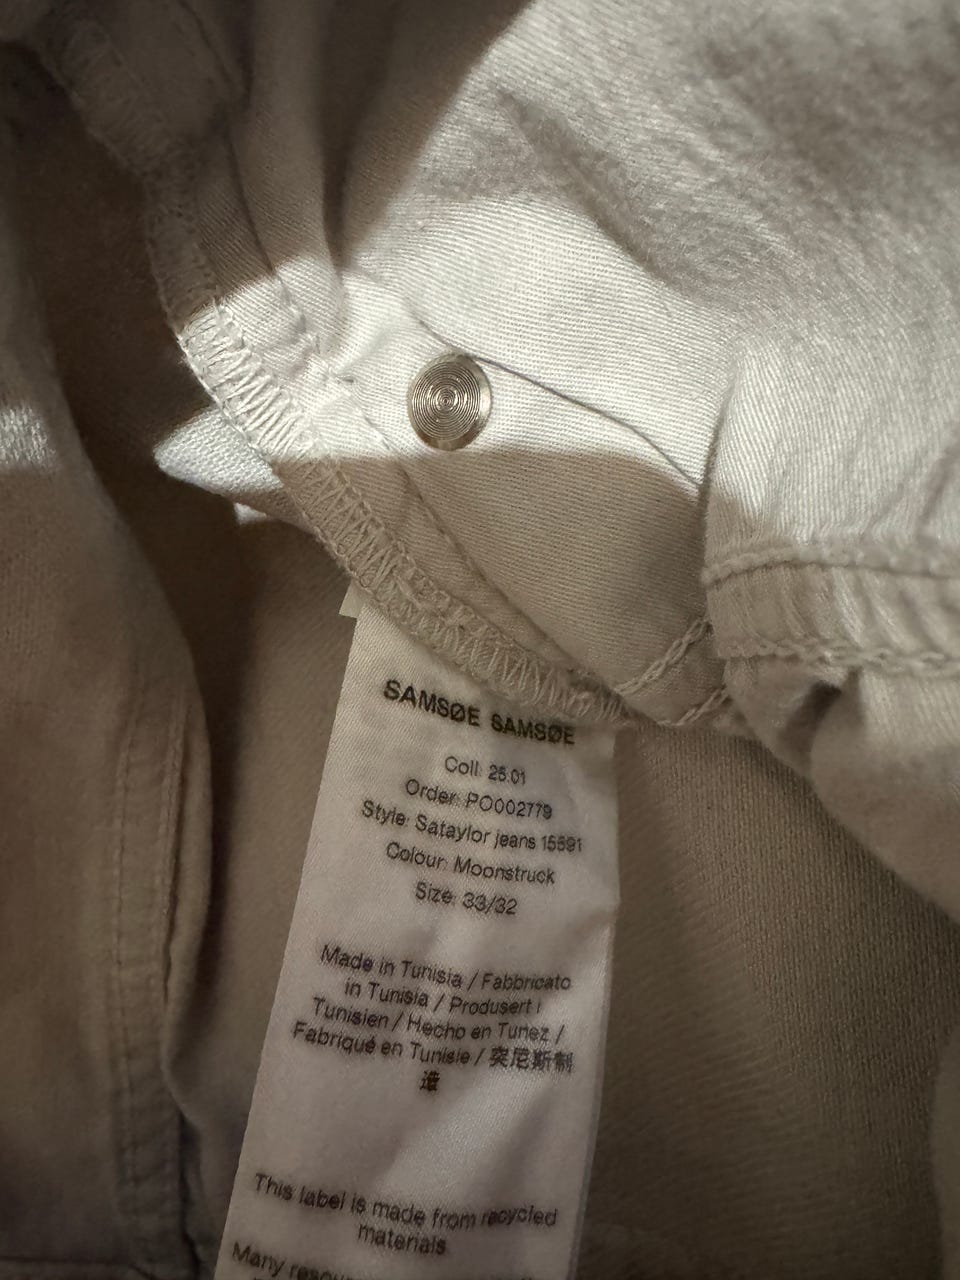 SAMSØE SAMSØE
Coll: 25.01
Order: PO002779
Style: Sataylor jeans 15591
Colour: Moonstruck
Size: 33/32
Made in Tunisia / Fabbricato
in Tunisia / Produsert i
Tunisien / Hecho en Tunez /
Fabriqué en Tunisie / 突尼斯制
造
This label is made from recycled
materials
Many